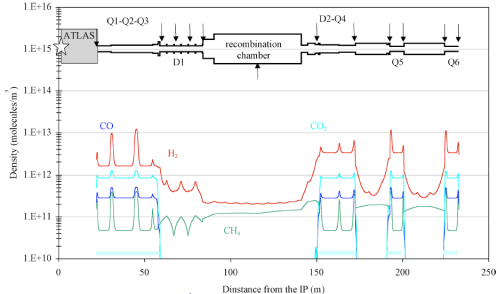 Q1-Q2-Q3
D2-Q4
1.E+16
ATLAS
1.E+15
recombination
chamber
D1
Q5
Q6
1.E+14
CO
CO₂
1.E+13
H₂
1.E+12
1.E+11
CH₄
1.E+10
Density (molecules/m³
0
50
100
150
200
250
Dinstance from the IP (m)